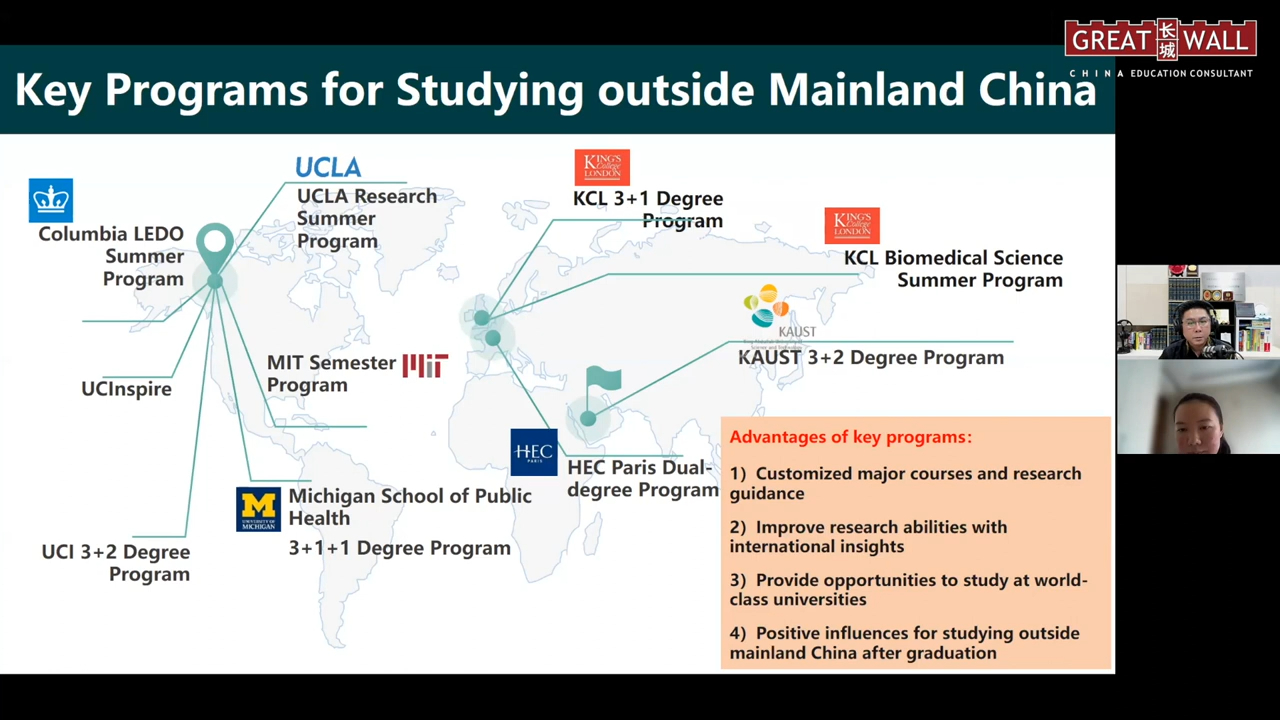 GREAT 长城 WALL
CHINA EDUCATION CONSULTANT
Key Programs for Studying outside Mainland China
UCLA
UCLA Research
Summer
Program
Columbia LEDO
Summer
Program
KING'S
College
LONDON
KCL 3+1 Degree
Program
KING'S
College
LONDON
KCL Biomedical Science
Summer Program
KAUST
KAUST 3+2 Degree Program
MIT Semester
Program
MIT
UCInspire
HEC
PARIS
HEC Paris Dual-
degree Program
M
UNIVERSITY OF
MICHIGAN
Michigan School of Public
Health
3+1+1 Degree Program
UCI 3+2 Degree
Program
Advantages of key programs:
1) Customized major courses and research
guidance
2) Improve research abilities with
international insights
3) Provide opportunities to study at world-
class universities
4) Positive influences for studying outside
mainland China after graduation